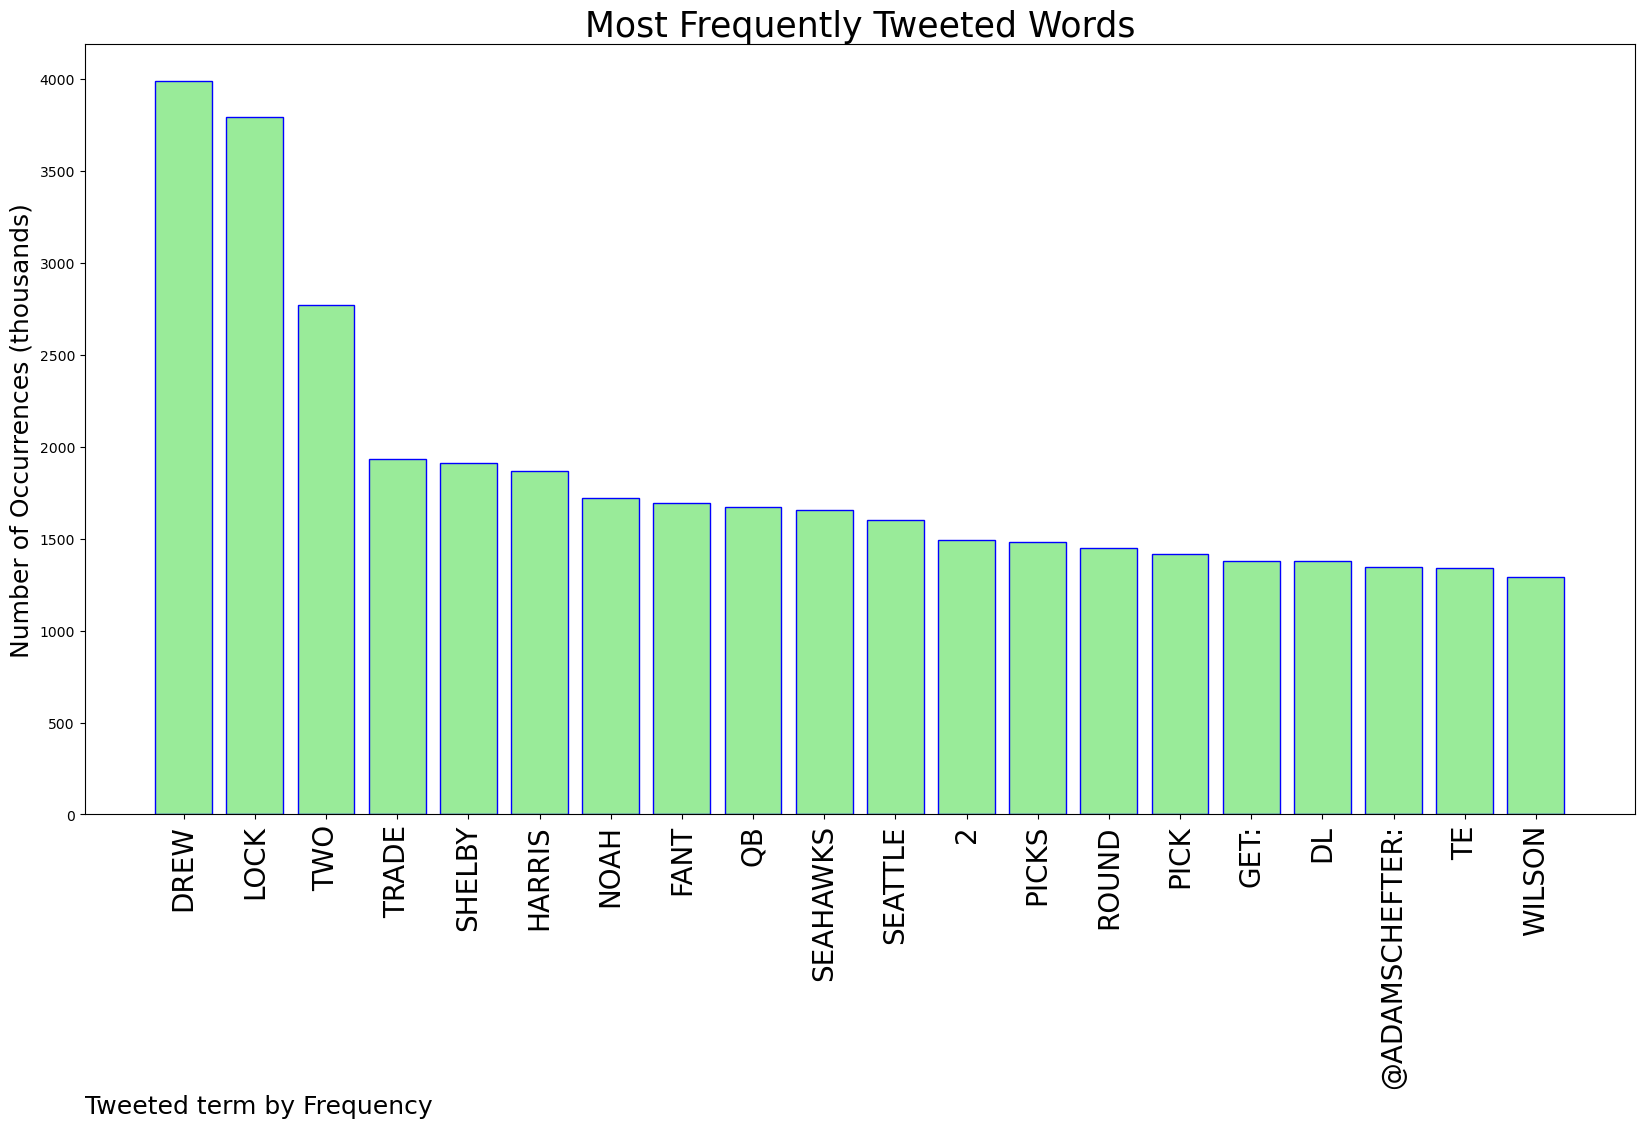 Most Frequently Tweeted Words
Number of Occurrences (thousands)
4000
3500
3000
2500
2000
1500
1000
500
0
DREW
LOCK
TWO
TRADE
SHELBY
HARRIS
NOAH
FANT
QB
SEAHAWKS
SEATTLE
2
PICKS
ROUND
PICK
GET:
DL
@ADAMSCHEFTER:
TE
WILSON
Tweeted term by Frequency